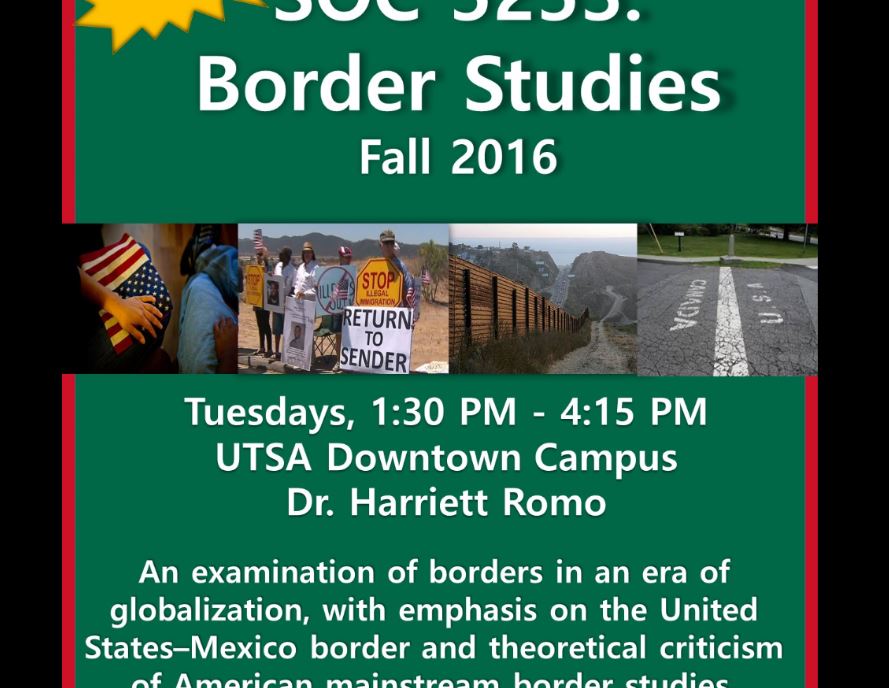 Border Studies
Fall 2016
STOP
ILLEGAL
IMMIGRATION
RETURN
TO
SENDER
CANADA
U.S.A
Tuesdays, 1:30 PM - 4:15 PM
UTSA Downtown Campus
Dr. Harriett Romo
An examination of borders in an era of
globalization, with emphasis on the United
States–Mexico border and theoretical criticism
of American mainstream border studies